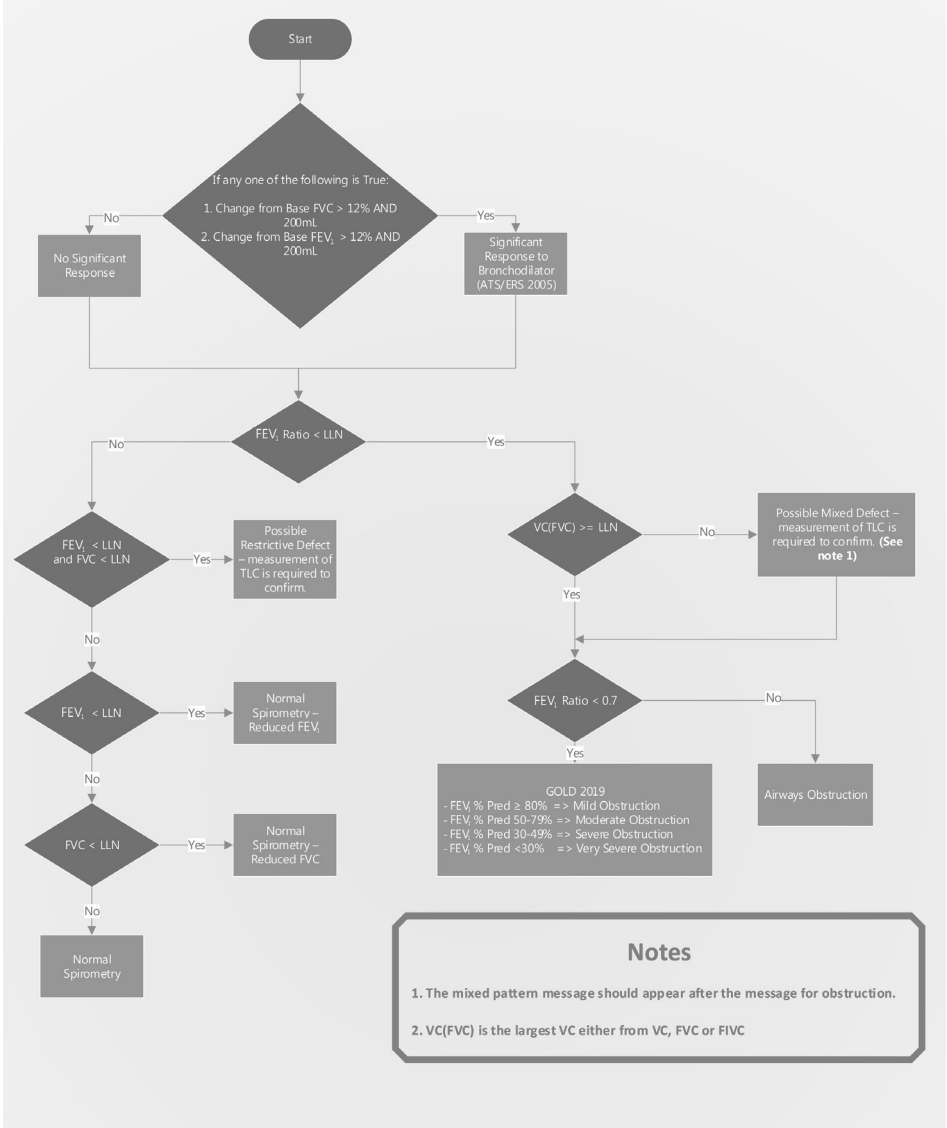 Start
If any one of the following is True:
1. Change from Base FVC > 12% AND
200mL
2. Change from Base FEV₁ > 12% AND
200mL
No
Yes
No Significant
Response
Significant
Response to
Bronchodilator
(ATS/ERS 2005)
FEV₁ Ratio < LLN
No
Yes
FEV₁ < LLN
and FVC < LLN
Yes
Possible
Restrictive Defect
– measurement of
TLC is required to
confirm.
VC(FVC) >= LLN
No
Possible Mixed Defect –
measurement of TLC is
required to confirm. (See
note 1)
Yes
No
FEV₁ < LLN
Yes
Normal
Spirometry –
Reduced FEV₁
FEV₁ Ratio < 0.7
No
Yes
No
Airways Obstruction
GOLD 2019
- FEV₁ % Pred ≥ 80% => Mild Obstruction
- FEV₁ % Pred 50-79% => Moderate Obstruction
- FEV₁ % Pred 30-49% => Severe Obstruction
- FEV₁ % Pred <30% => Very Severe Obstruction
FVC < LLN
Yes
Normal
Spirometry –
Reduced FVC
No
Normal
Spirometry
Notes
1. The mixed pattern message should appear after the message for obstruction.
2. VC(FVC) is the largest VC either from VC, FVC or FIVC